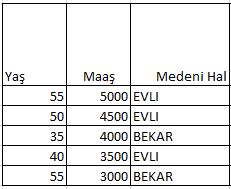 Yaş Maaş Medeni Hal
55 5000 EVLI
50 4500 EVLI
35 4000 BEKAR
40 3500 EVLI
55 3000 BEKAR